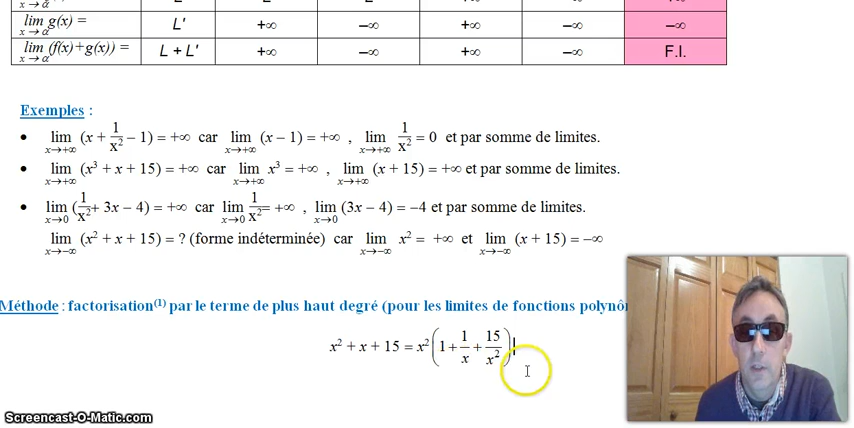 x → α
lim g(x) = L' +∞ −∞ +∞ −∞ −∞
x → α
lim (f(x)+g(x)) = L + L' +∞ −∞ +∞ −∞ F.I.
x → α
Exemples :
• lim x→+∞ (x + 1/x² − 1) = +∞ car lim x→+∞ (x − 1) = +∞ , lim x→+∞ 1/x² = 0 et par somme de limites.
• lim x→+∞ (x³ + x + 15) = +∞ car lim x→+∞ x³ = +∞ , lim x→+∞ (x + 15) = +∞ et par somme de limites.
• lim x→0 (1/x² + 3x − 4) = +∞ car lim x→0 1/x² = +∞ , lim x→0 (3x − 4) = −4 et par somme de limites.
lim x→−∞ (x² + x + 15) = ? (forme indéterminée) car lim x→−∞ x² = +∞ et lim x→−∞ (x + 15) = −∞
Méthode : factorisation⁽¹⁾ par le terme de plus haut degré (pour les limites de fonctions polynôm
x² + x + 15 = x² (1 + 1/x + 15/x²)
Screencast-O-Matic.com